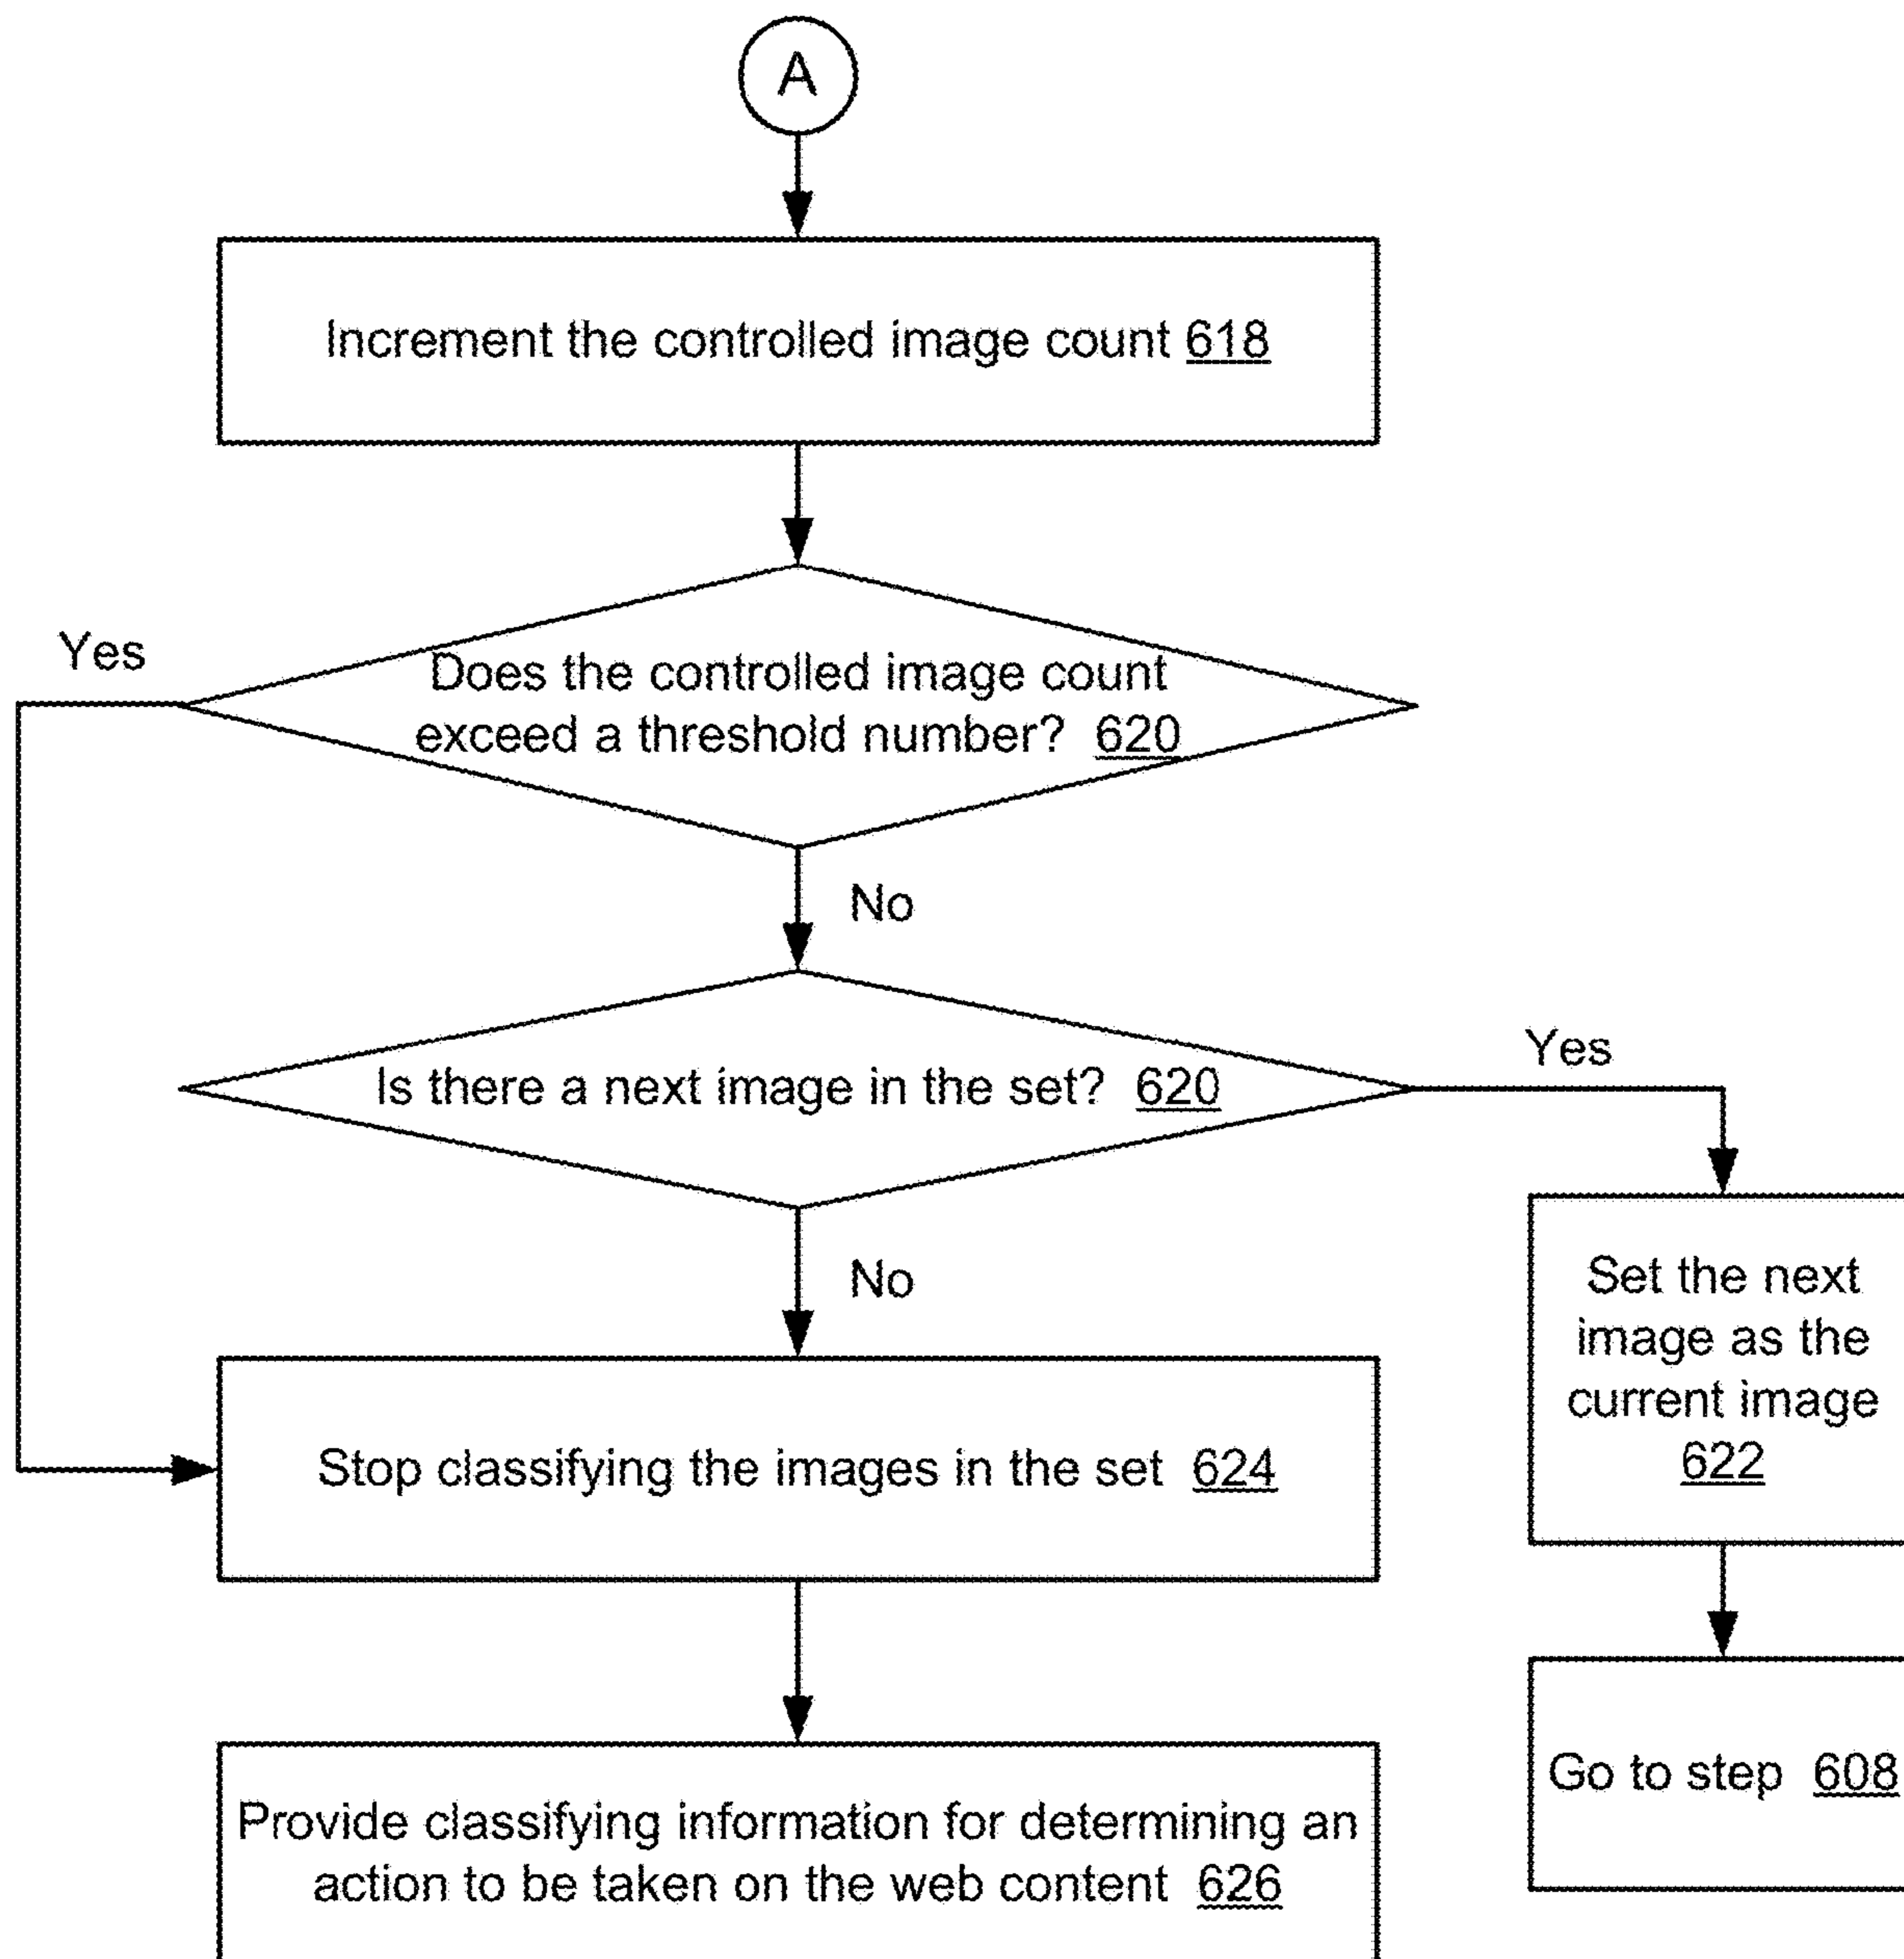 A
Increment the controlled image count 618
Yes
Does the controlled image count
exceed a threshold number? 620
No
Is there a next image in the set? 620
Yes
No
Set the next
image as the
current image
622
Stop classifying the images in the set 624
Go to step 608
Provide classifying information for determining an
action to be taken on the web content 626